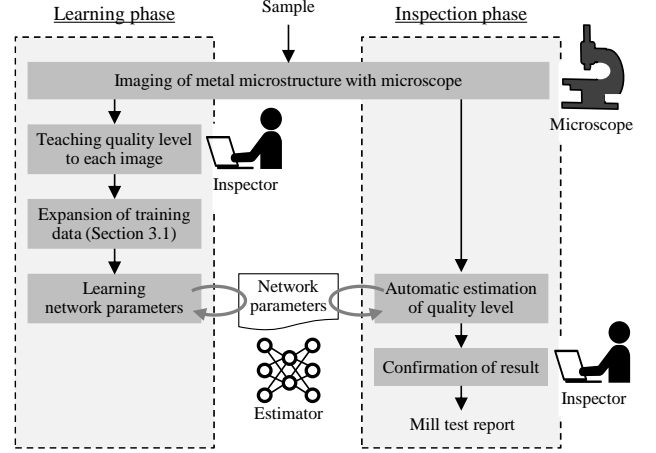 Learning phase
Sample
Inspection phase
Imaging of metal microstructure with microscope
Microscope
Teaching quality level
to each image
Inspector
Expansion of training
data (Section 3.1)
Learning
network parameters
Network
parameters
Automatic estimation
of quality level
Estimator
Confirmation of result
Inspector
Mill test report